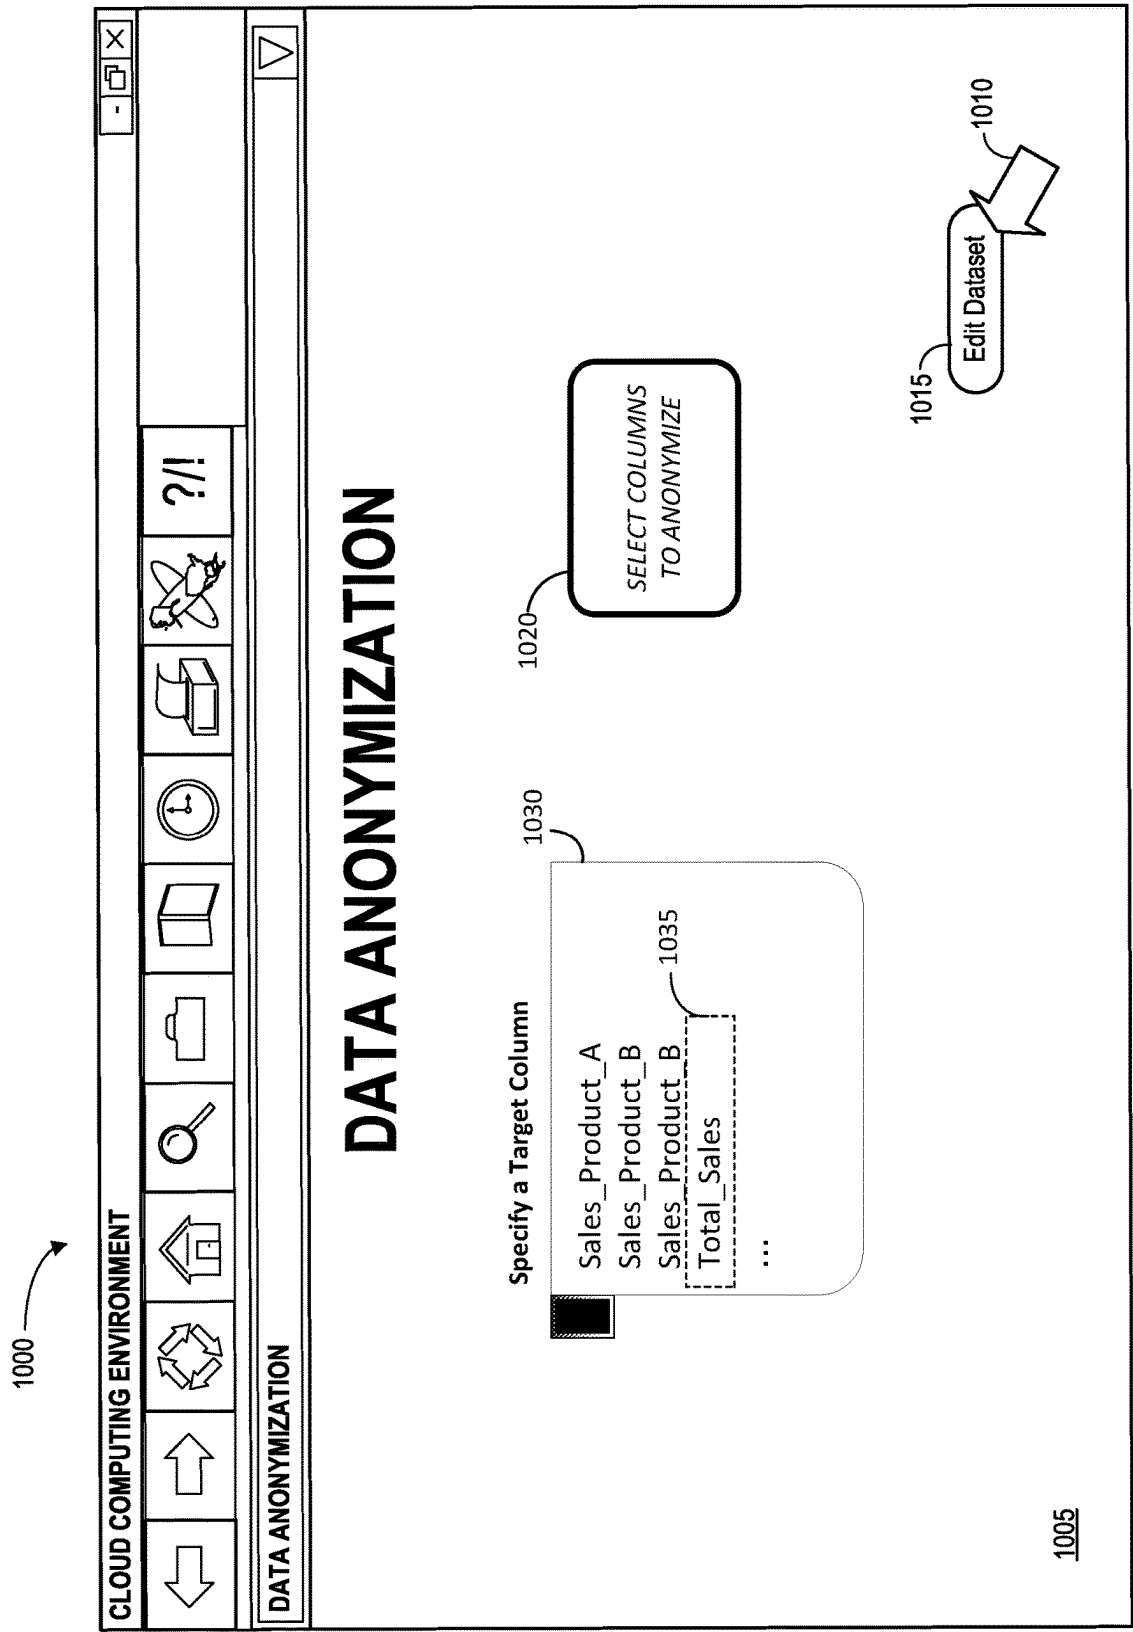 1000
CLOUD COMPUTING ENVIRONMENT
- X
?/!
DATA ANONYMIZATION
DATA ANONYMIZATION
Specify a Target Column
1030
1020
Sales_Product_A
Sales_Product_B
Sales_Product_B
1035
Total_Sales
...
SELECT COLUMNS
TO ANONYMIZE
1015
1010
Edit Dataset
1005